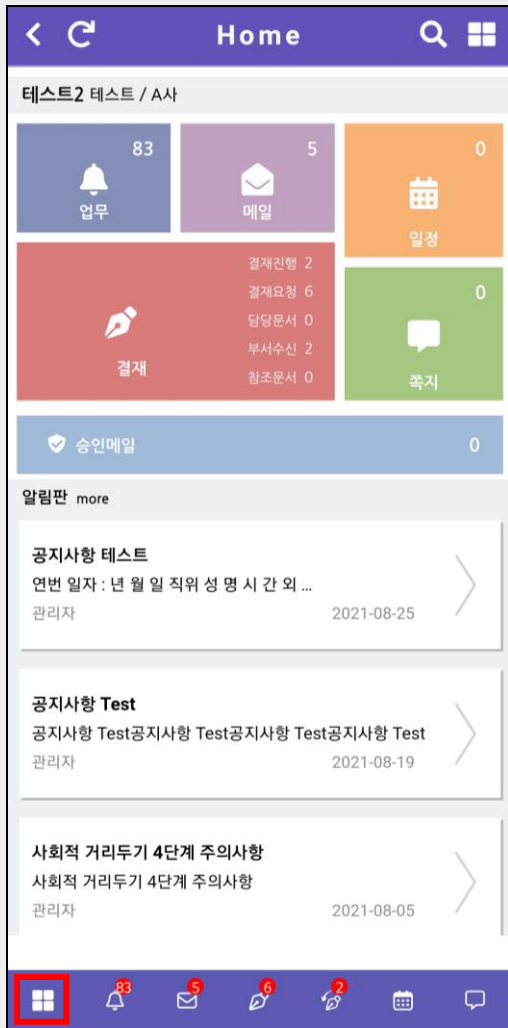 Home
테스트2 테스트 / A사
83
업무
5
메일
0
일정
결재
결재진행 2
결재요청 6
담당문서 0
부서수신 2
참조문서 0
0
쪽지
승인메일 0
알림판 more
공지사항 테스트
연번 일자 : 년 월 일 직위 성 명 시 간 외 ...
관리자 2021-08-25
공지사항 Test
공지사항 Test공지사항 Test공지사항 Test공지사항 Test
관리자 2021-08-19
사회적 거리두기 4단계 주의사항
사회적 거리두기 4단계 주의사항
관리자 2021-08-05
83 5 6 2